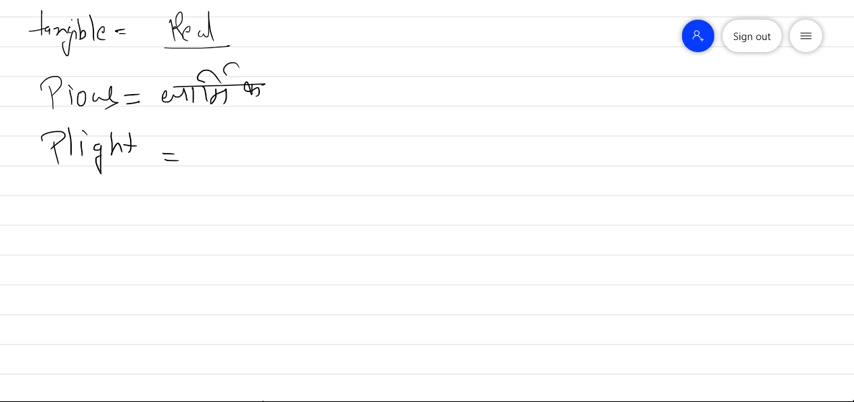 tangible = Real
Sign out
Pious = धार्मिक
Plight =